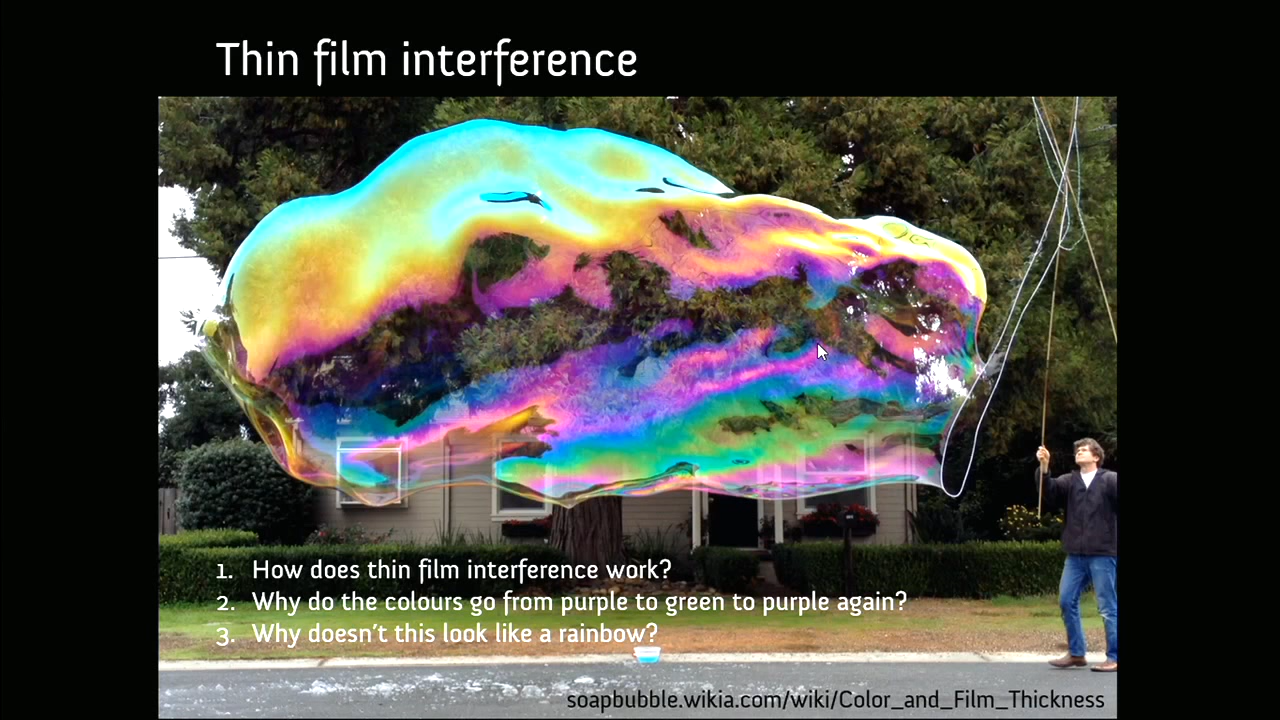 Thin film interference
1. How does thin film interference work?
2. Why do the colours go from purple to green to purple again?
3. Why doesn't this look like a rainbow?
soapbubble.wikia.com/wiki/Color_and_Film_Thickness